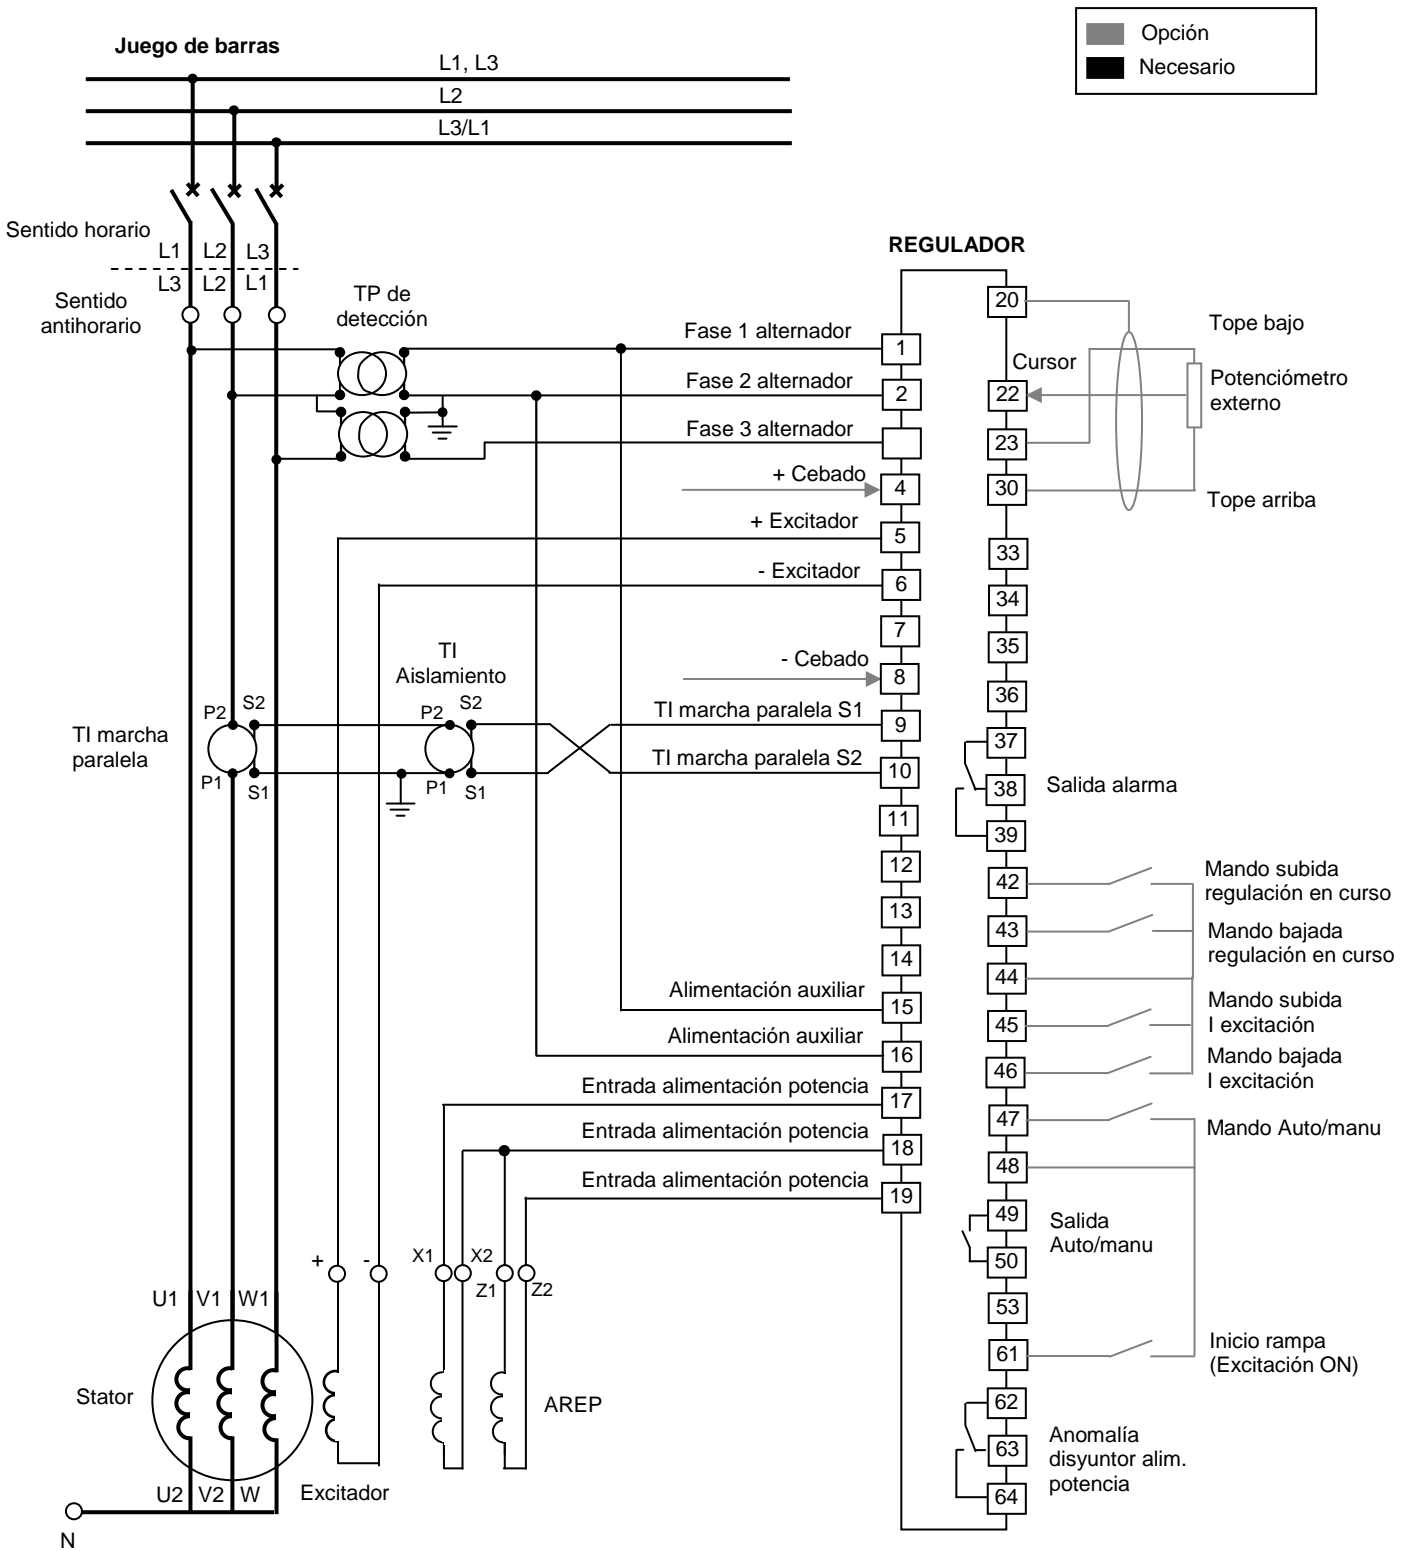 Opción
Necesario
Juego de barras
L1, L3
L2
L3/L1
Sentido horario
L1 L2 L3
L3 L2 L1
Sentido
antihorario
TP de
detección
REGULADOR
Fase 1 alternador
1
Fase 2 alternador
2
Fase 3 alternador
+ Cebado
4
+ Excitador
5
- Excitador
6
7
- Cebado
8
TI marcha paralela S1
9
TI marcha paralela S2
10
11
12
13
14
Alimentación auxiliar
15
Alimentación auxiliar
16
Entrada alimentación potencia
17
Entrada alimentación potencia
18
Entrada alimentación potencia
19
20
Tope bajo
Cursor
22
Potenciómetro
externo
23
30
Tope arriba
33
34
35
36
37
38
Salida alarma
39
42
Mando subida
regulación en curso
43
Mando bajada
regulación en curso
44
45
Mando subida
I excitación
46
Mando bajada
I excitación
47
Mando Auto/manu
48
49
Salida
Auto/manu
50
53
61
Inicio rampa
(Excitación ON)
62
63
Anomalía
disyuntor alim.
potencia
64
TI marcha
paralela
P2 S2
P1 S1
TI
Aislamiento
P2 S2
P1 S1
+ -
X1 X2
Z1 Z2
U1 V1 W1
Stator
AREP
U2 V2 W
Excitador
N